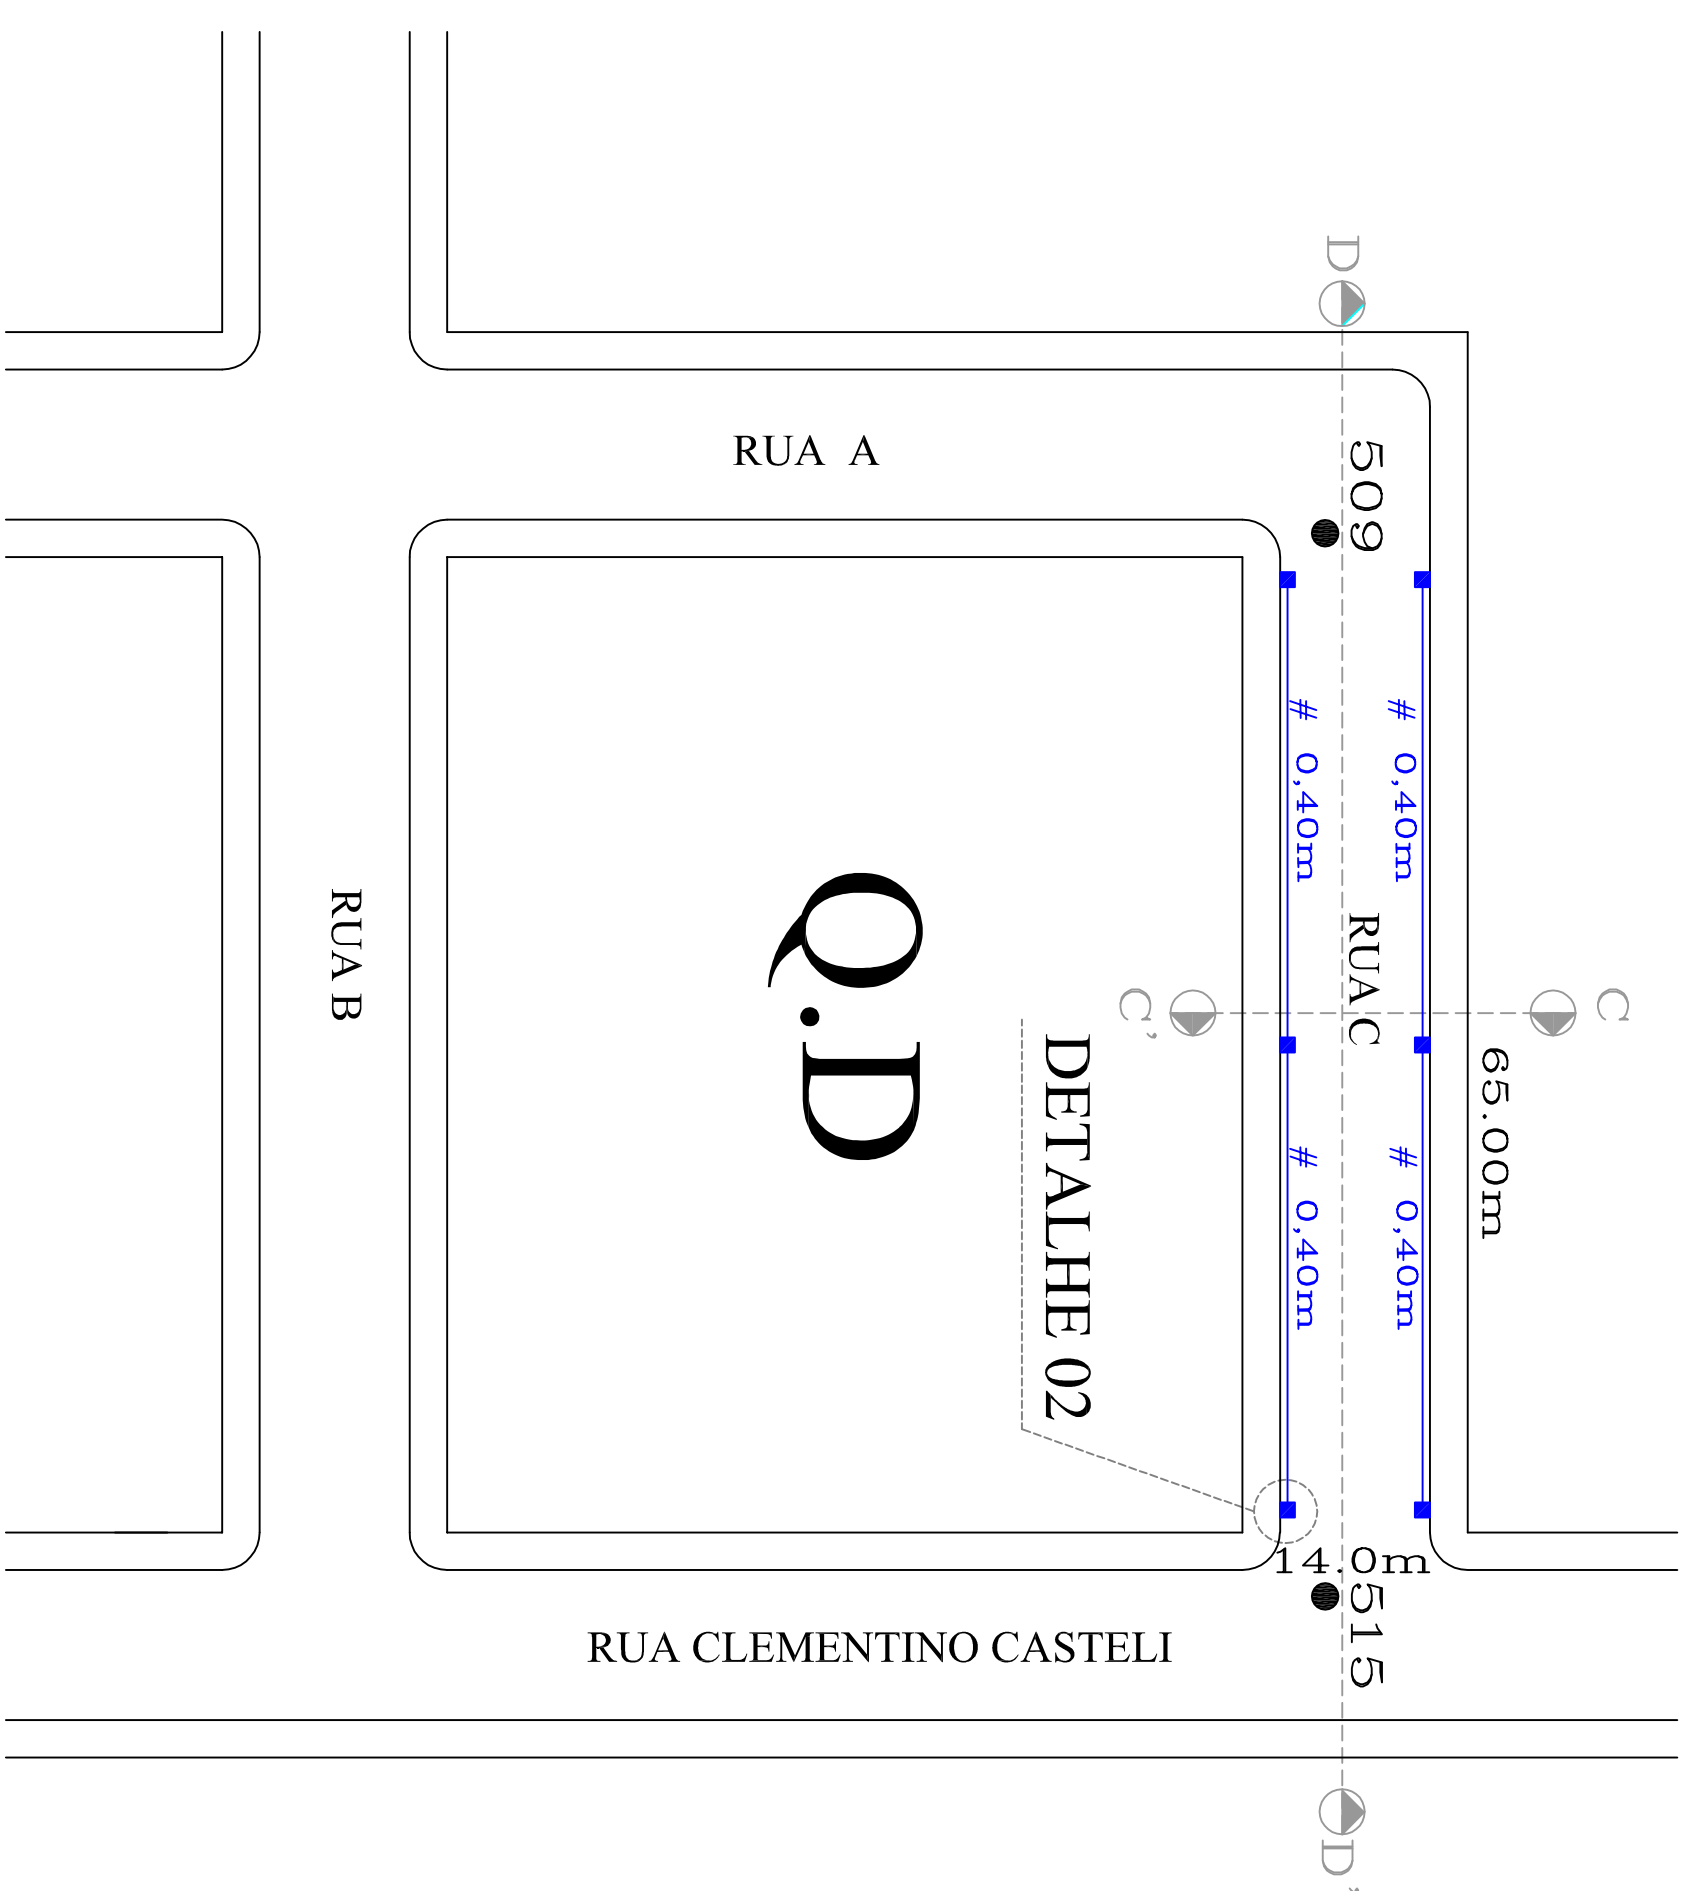 D
RUA A
509
# 0,40m
# 0,40m
RUA B
Q.D
RUA C
C'
C
65.00m
DETALHE 02
# 0,40m
# 0,40m
14.0m
515
RUA CLEMENTINO CASTELI
D'